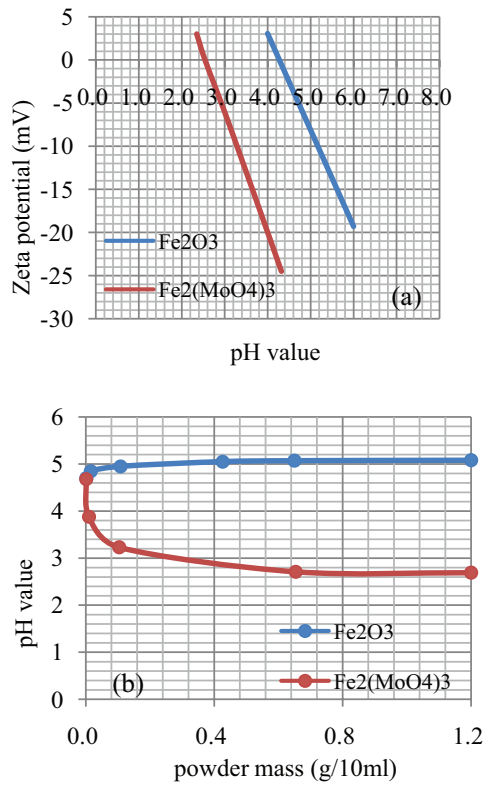 5
0
0.0 1.0 2.0 3.0 4.0 5.0 6.0 7.0 8.0
-5
-10
-15
-20
-25
-30
Zeta potential (mV)
Fe2O3
Fe2(MoO4)3
(a)
pH value
6
5
4
3
2
1
0
pH value
Fe2O3
Fe2(MoO4)3
(b)
0.0 0.4 0.8 1.2
powder mass (g/10ml)